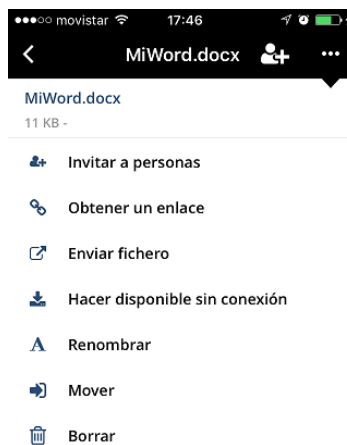 movistar 17:46
MiWord.docx
MiWord.docx
11 KB -
Invitar a personas
Obtener un enlace
Enviar fichero
Hacer disponible sin conexión
Renombrar
Mover
Borrar